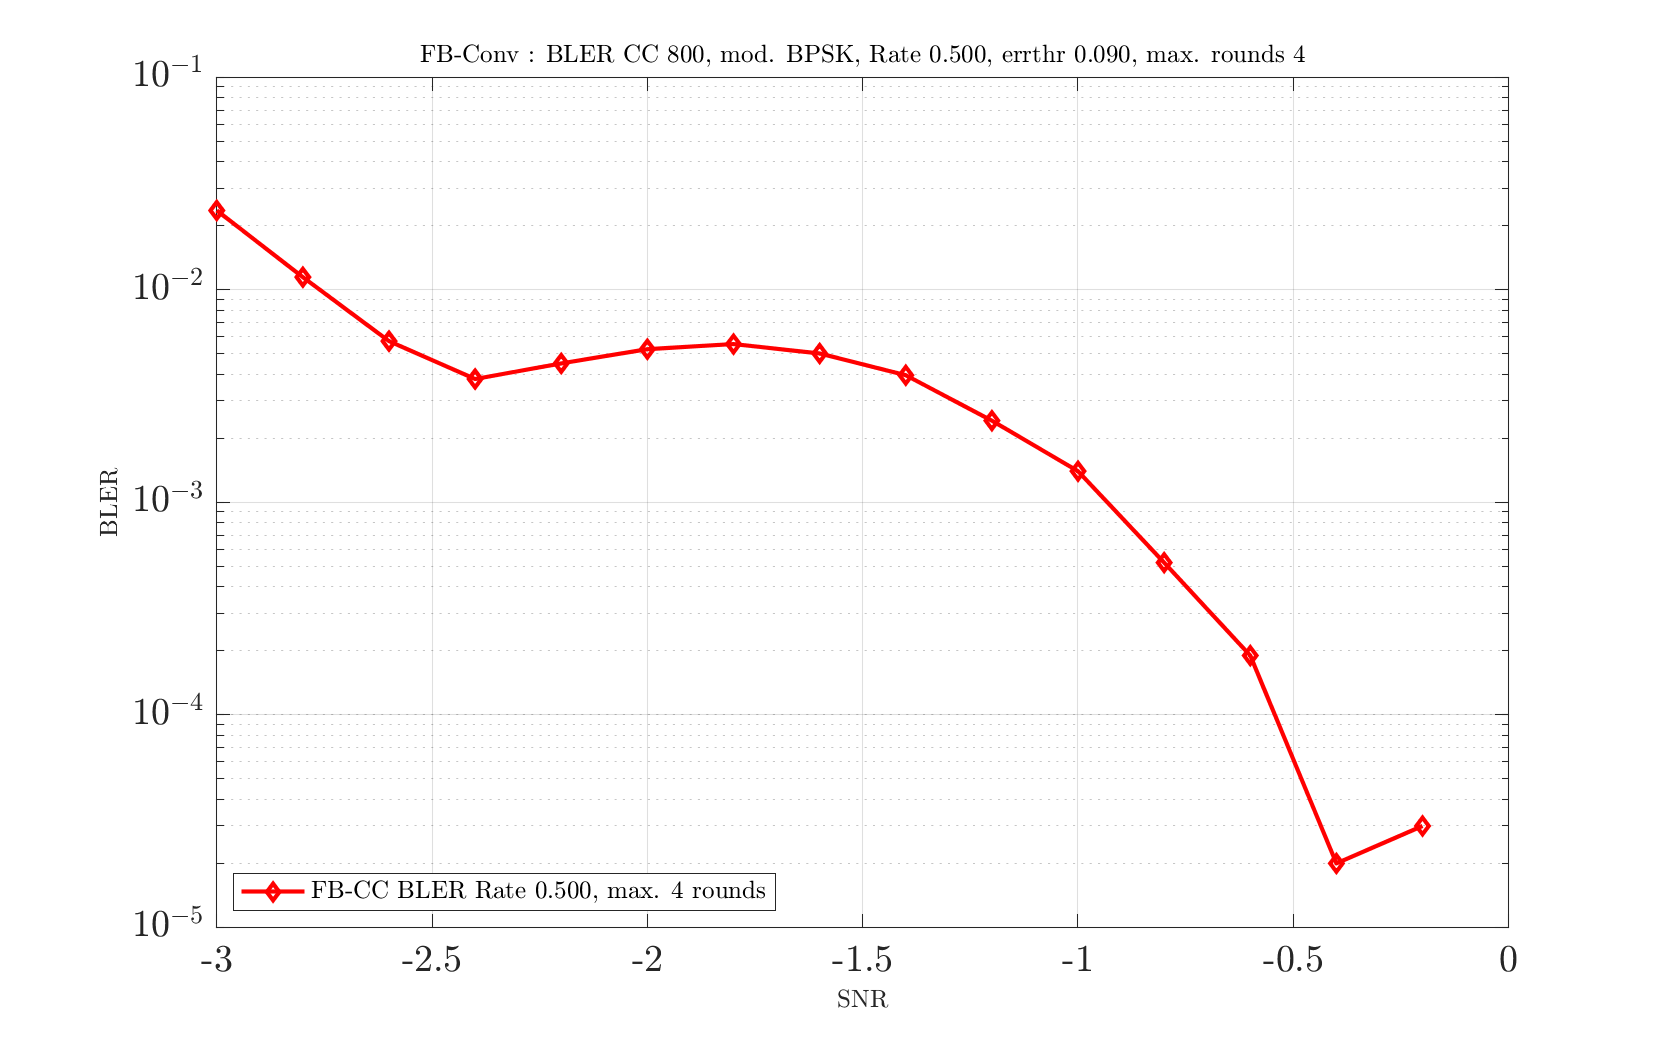 FB-Conv : BLER CC 800, mod. BPSK, Rate 0.500, errthr 0.090, max. rounds 4
10^{-1}
10^{-2}
10^{-3}
10^{-4}
10^{-5}
BLER
FB-CC BLER Rate 0.500, max. 4 rounds
-3 -2.5 -2 -1.5 -1 -0.5 0
SNR